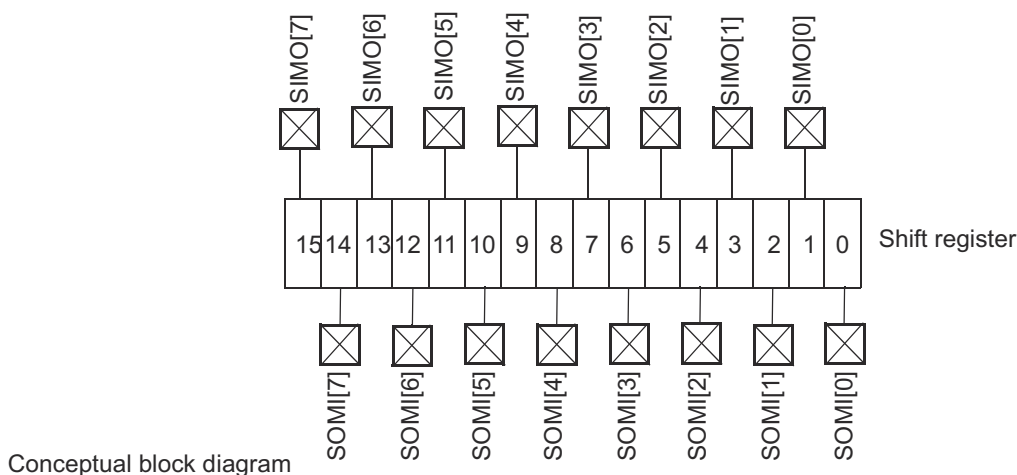 SIMO[7] SIMO[6] SIMO[5] SIMO[4] SIMO[3] SIMO[2] SIMO[1] SIMO[0]
15 14 13 12 11 10 9 8 7 6 5 4 3 2 1 0 Shift register
SOMI[7] SOMI[6] SOMI[5] SOMI[4] SOMI[3] SOMI[2] SOMI[1] SOMI[0]
Conceptual block diagram